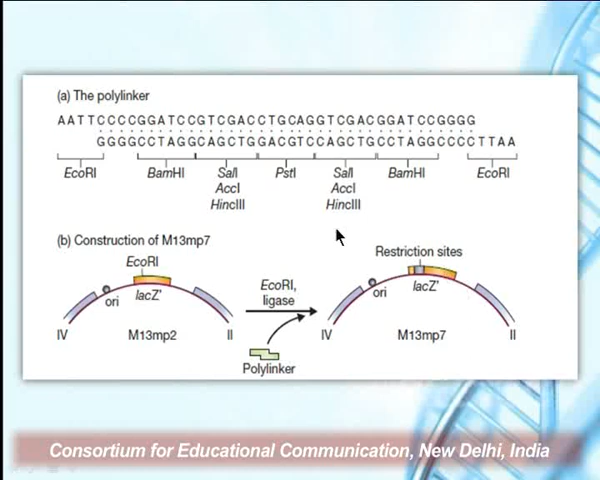 (a) The polylinker
AATTCCCCGGATCCGTCGACCTGCAGGTCGACGGATCCGGGG
GGGGCCTAGGCAGCTGGACGTCCAGCTGCCTAGGCCCCTTAA
EcoRI BamHI SalI PstI SalI BamHI EcoRI
AccI AccI
HincIII HincIII
(b) Construction of M13mp7
EcoRI Restriction sites
EcoRI,
ligase
ori lacZ' ori lacZ'
IV M13mp2 II IV M13mp7 II
Polylinker
Consortium for Educational Communication, New Delhi, India